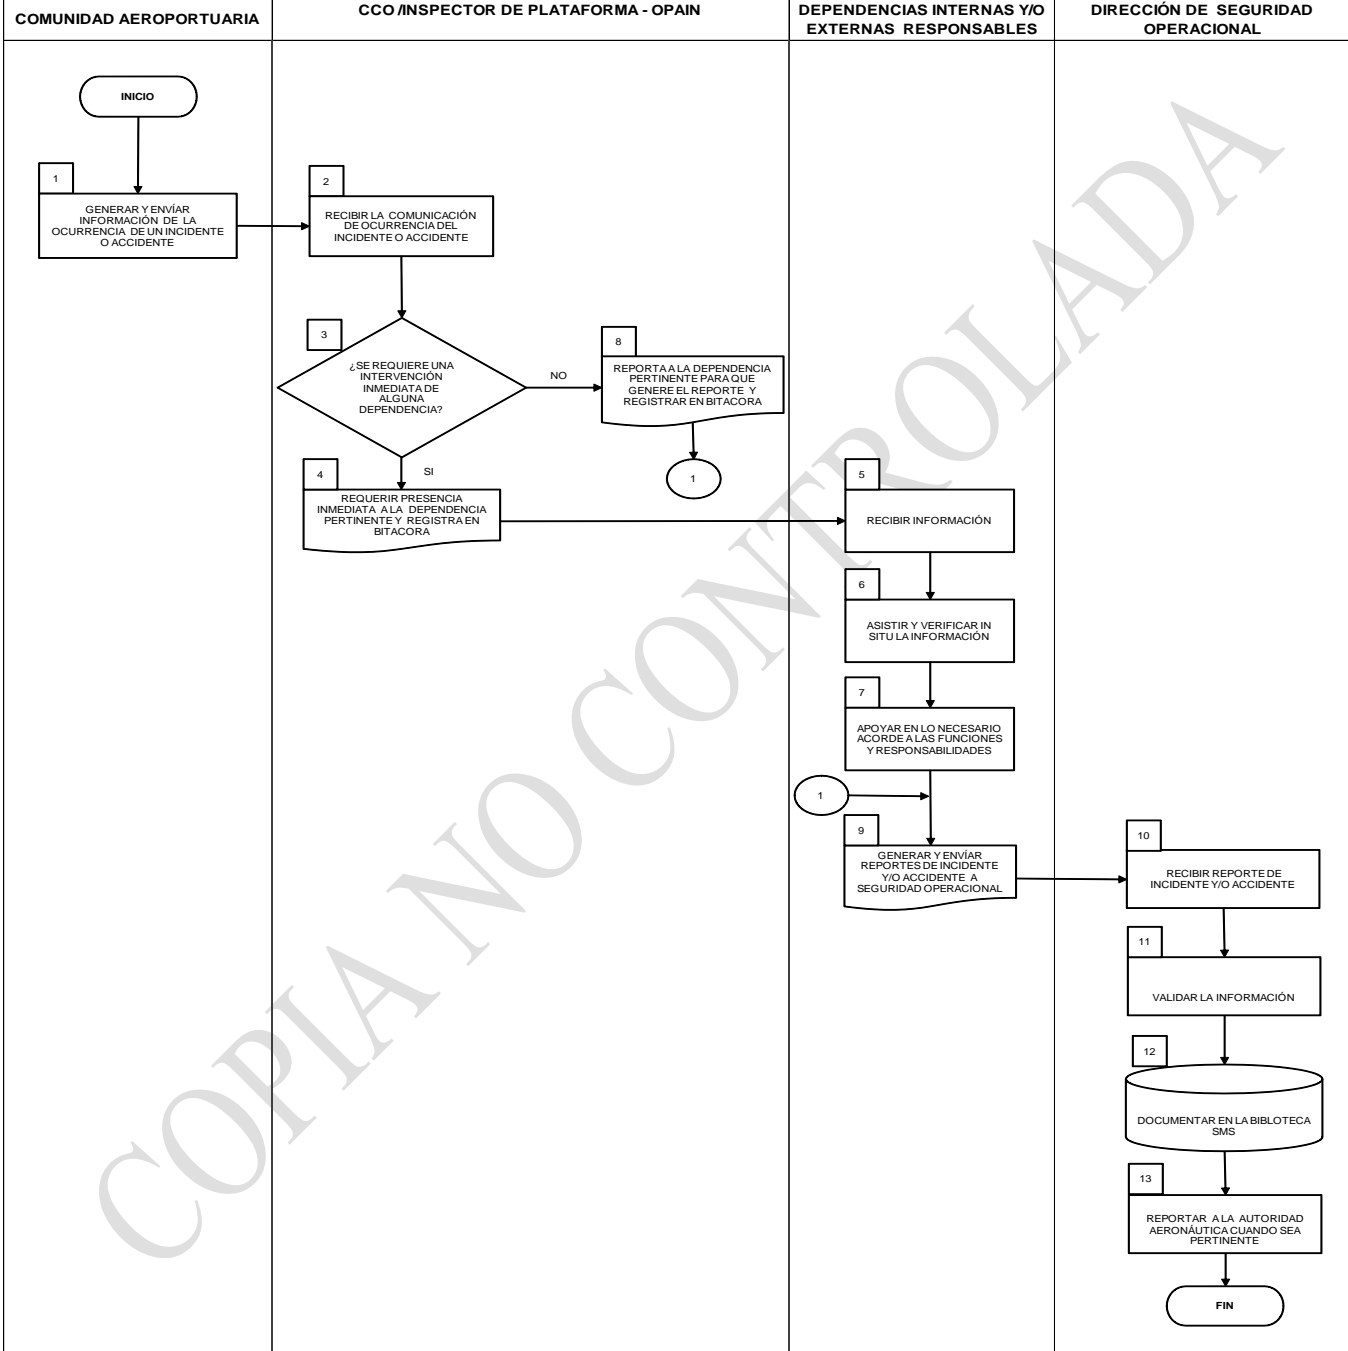 COMUNIDAD AEROPORTUARIA
CCO /INSPECTOR DE PLATAFORMA - OPAIN
DEPENDENCIAS INTERNAS Y/O
EXTERNAS RESPONSABLES
DIRECCIÓN DE SEGURIDAD
OPERACIONAL
INICIO
1
GENERAR Y ENVÍAR
INFORMACIÓN DE LA
OCURRENCIA DE UN INCIDENTE
O ACCIDENTE
2
RECIBIR LA COMUNICACIÓN
DE OCURRENCIA DEL
INCIDENTE O ACCIDENTE
3
¿SE REQUIERE UNA
INTERVENCIÓN
INMEDIATA DE
ALGUNA
DEPENDENCIA?
NO
SI
8
REPORTA A LA DEPENDENCIA
PERTINENTE PARA QUE
GENERE EL REPORTE Y
REGISTRAR EN BITACORA
1
4
REQUERIR PRESENCIA
INMEDIATA A LA DEPENDENCIA
PERTINENTE Y REGISTRA EN
BITACORA
5
RECIBIR INFORMACIÓN
6
ASISTIR Y VERIFICAR IN
SITU LA INFORMACIÓN
7
APOYAR EN LO NECESARIO
ACORDE A LAS FUNCIONES
Y RESPONSABILIDADES
1
9
GENERAR Y ENVÍAR
REPORTES DE INCIDENTE
Y/O ACCIDENTE A
SEGURIDAD OPERACIONAL
10
RECIBIR REPORTE DE
INCIDENTE Y/O ACCIDENTE
11
VALIDAR LA INFORMACIÓN
12
DOCUMENTAR EN LA BIBLOTECA
SMS
13
REPORTAR A LA AUTORIDAD
AERONÁUTICA CUANDO SEA
PERTINENTE
FIN
COPIA NO CONTROLADA